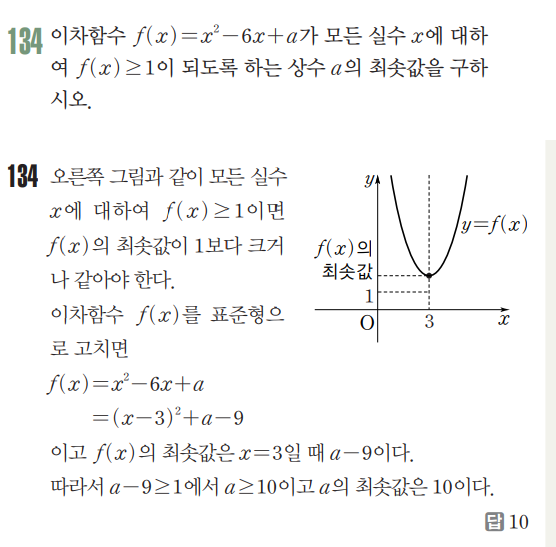 134 이차함수 f(x)=x²-6x+a가 모든 실수 x에 대하
여 f(x)≥1이 되도록 하는 상수 a의 최솟값을 구하
시오.
134 오른쪽 그림과 같이 모든 실수
x에 대하여 f(x)≥1이면
f(x)의 최솟값이 1보다 크거
나 같아야 한다.
이차함수 f(x)를 표준형으
로 고치면
y
y=f(x)
f(x)의
최솟값
1
O
3
x
f(x)=x²-6x+a
=(x-3)²+a-9
이고 f(x)의 최솟값은 x=3일 때 a-9이다.
따라서 a-9≥1에서 a≥10이고 a의 최솟값은 10이다.
답 10